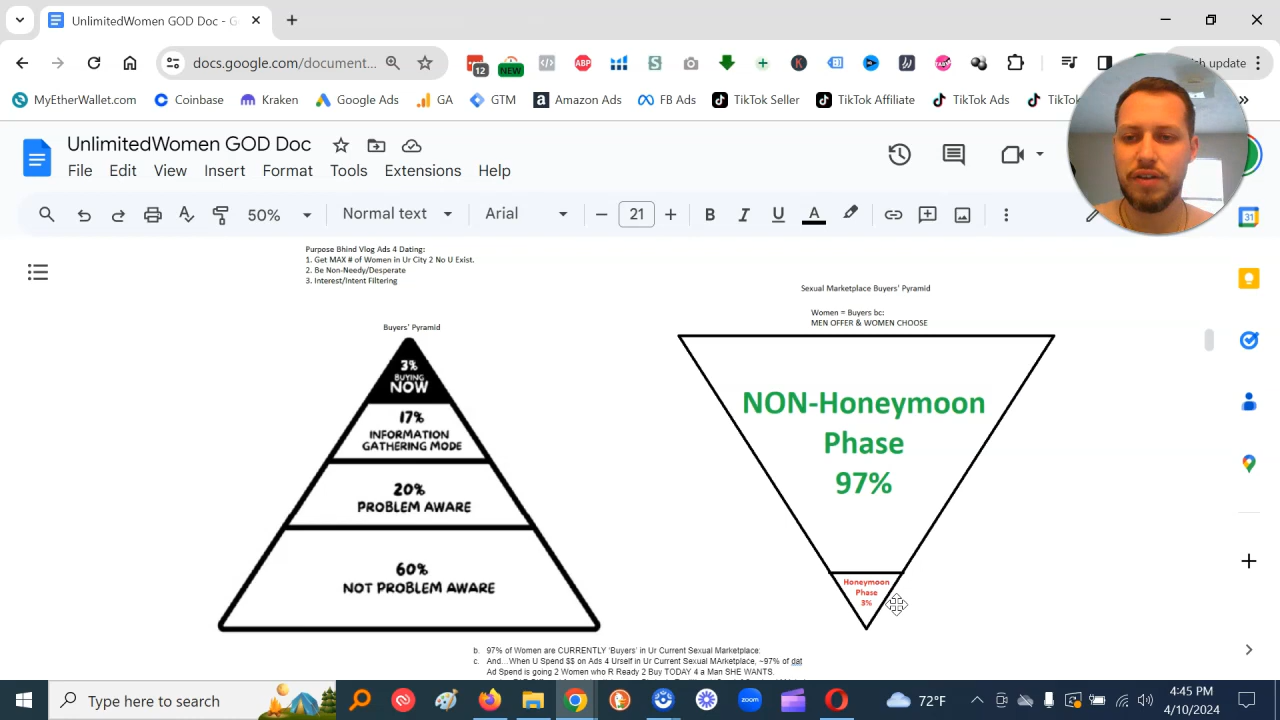 UnlimitedWomen GOD Doc - G
docs.google.com/document...
12
NEW
ABP
sh update
MyEtherWallet.com
Coinbase
Kraken
Google Ads
GA
GTM
Amazon Ads
FB Ads
TikTok Seller
TikTok Affiliate
TikTok Ads
UnlimitedWomen GOD Doc
File Edit View Insert Format Tools Extensions Help
50% Normal text Arial 21 B I U A
31
Purpose Bhind Vlog Ads 4 Dating:
1. Get MAX # of Women in Ur City 2 No U Exist.
2. Be Non-Needy/Desperate
3. Interest/Intent Filtering
Buyers' Pyramid
3%
BUYING
NOW
17%
INFORMATION
GATHERING MODE
20%
PROBLEM AWARE
60%
NOT PROBLEM AWARE
Sexual Marketplace Buyers' Pyramid
Women = Buyers bc:
MEN OFFER & WOMEN CHOOSE
NON-Honeymoon
Phase
97%
Honeymoon
Phase
3%
b. 97% of Women are CURRENTLY 'Buyers' in Ur Current Sexual Marketplace:
c. And...When U Spend $$ on Ads 4 Urself in Ur Current Sexual MArketplace, ~97% of dat
Ad Spend is going 2 Women who R Ready 2 Buy TODAY 4 a Man SHE WANTS.
Type here to search
zoom
72°F
4:45 PM
4/10/2024